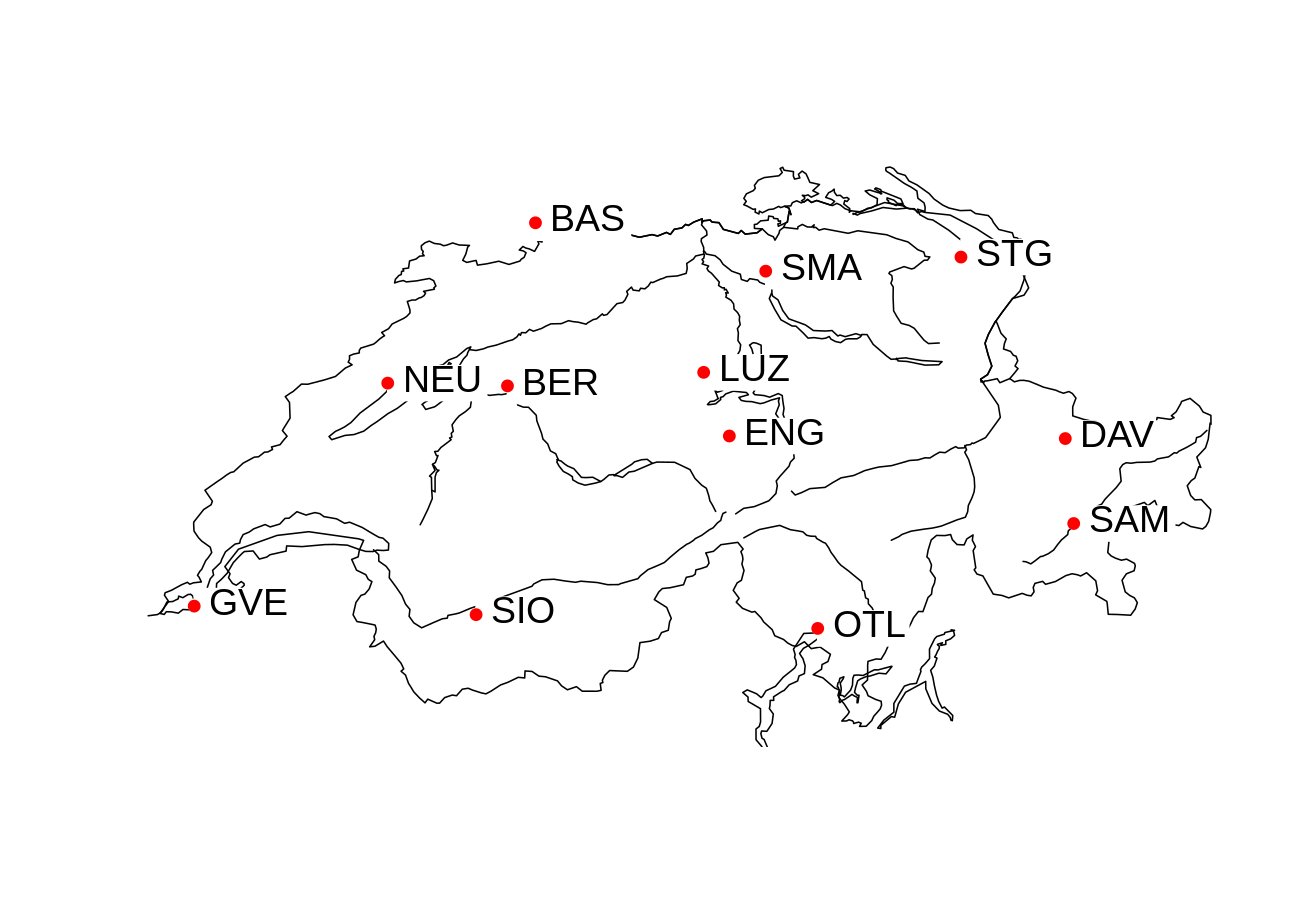 BAS
STG
SMA
LUZ
NEU
BER
ENG
DAV
SAM
GVE
SIO
OTL